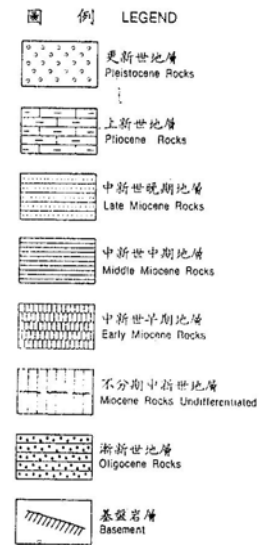 圖 例 LEGEND
更新世地層
Pleistocene Rocks
上新世地層
Pliocene Rocks
中新世晚期地層
Late Miocene Rocks
中新世中期地層
Middle Miocene Rocks
中新世早期地層
Early Miocene Rocks
不分期中新世地層
Miocene Rocks Undifferentiated
漸新世地層
Oligocene Rocks
基盤岩層
Basement